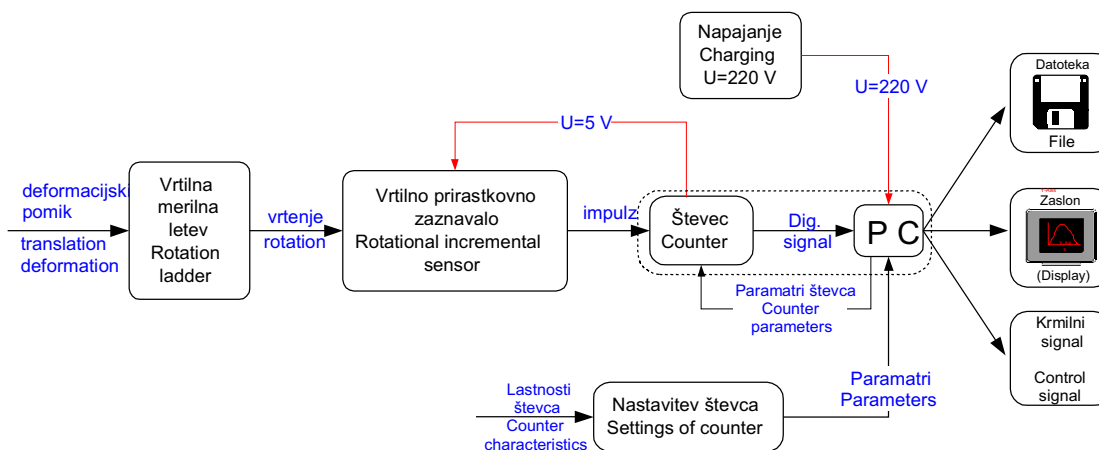 Napajanje
Charging
U=220 V
U=220 V
U=5 V
deformacijski
pomik
translation
deformation
Vrtilna
merilna
letev
Rotation
ladder
vrtenje
rotation
Vrtilno prirastkovno
zaznavalo
Rotational incremental
sensor
impulz
Števec
Counter
Dig.
signal
P C
Paramatri števca
Counter
parameters
Lastnosti
števca
Counter
characteristics
Nastavitev števca
Settings of counter
Paramatri
Parameters
Datoteka
File
Zaslon
(Display)
Krmilni
signal
Control
signal